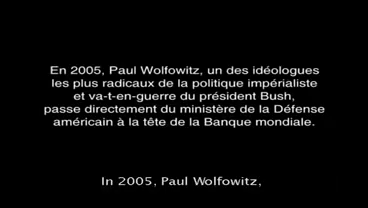 En 2005, Paul Wolfowitz, un des idéologues
les plus radicaux de la politique impérialiste
et va-t-en-guerre du président Bush,
passe directement du ministère de la Défense
américain à la tête de la Banque mondiale.
In 2005, Paul Wolfowitz,